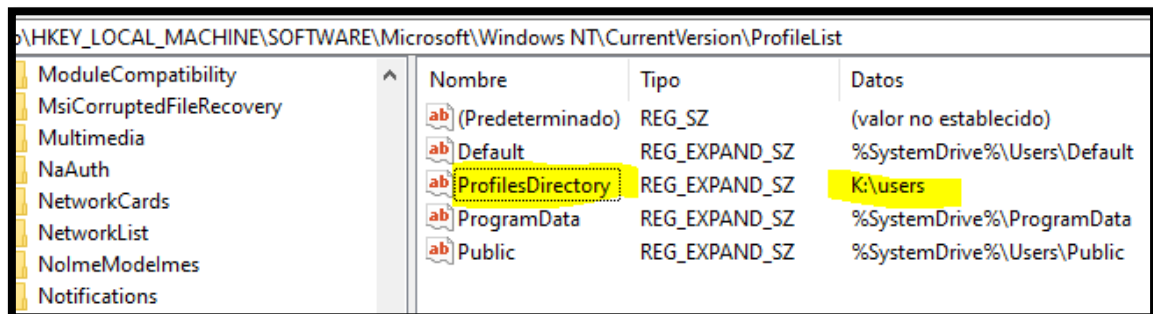 o\HKEY_LOCAL_MACHINE\SOFTWARE\Microsoft\Windows NT\CurrentVersion\ProfileList
ModuleCompatibility
MsiCorruptedFileRecovery
Multimedia
NaAuth
NetworkCards
NetworkList
NoImeModeImes
Notifications
Nombre Tipo Datos
(Predeterminado) REG_SZ (valor no establecido)
Default REG_EXPAND_SZ %SystemDrive%\Users\Default
ProfilesDirectory REG_EXPAND_SZ K:\users
ProgramData REG_EXPAND_SZ %SystemDrive%\ProgramData
Public REG_EXPAND_SZ %SystemDrive%\Users\Public